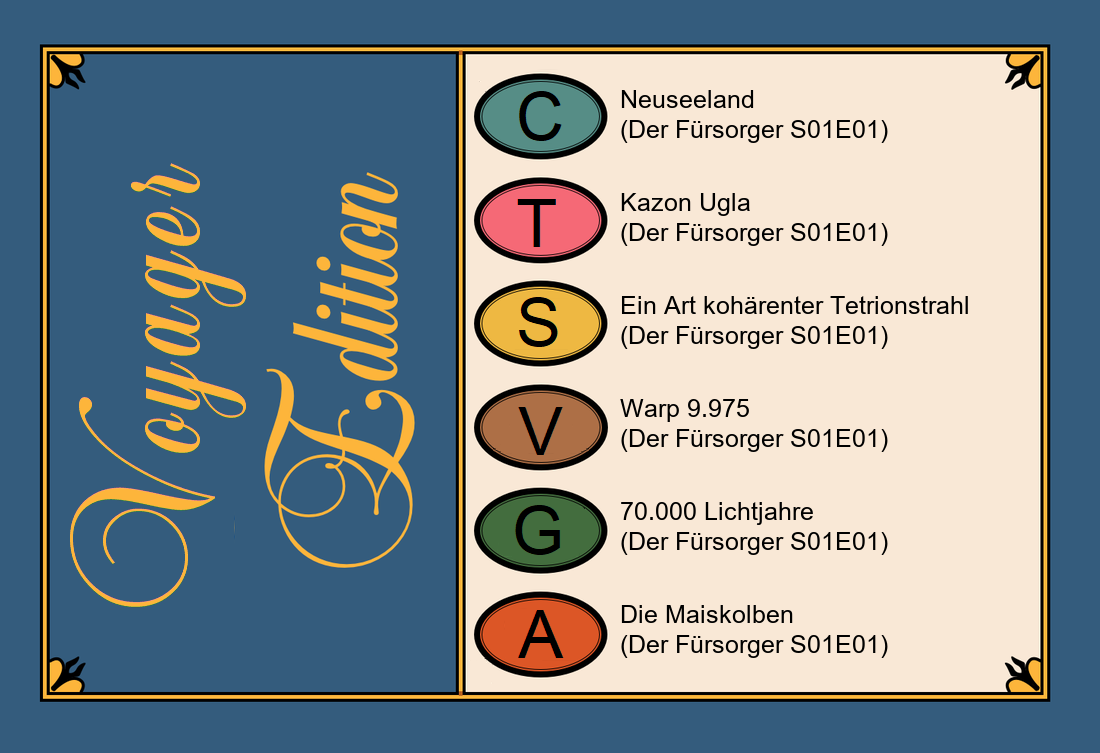 Voyager
Edition
C
Neuseeland
(Der Fürsorger S01E01)
T
Kazon Ugla
(Der Fürsorger S01E01)
S
Ein Art kohärenter Tetrionstrahl
(Der Fürsorger S01E01)
V
Warp 9.975
(Der Fürsorger S01E01)
G
70.000 Lichtjahre
(Der Fürsorger S01E01)
A
Die Maiskolben
(Der Fürsorger S01E01)